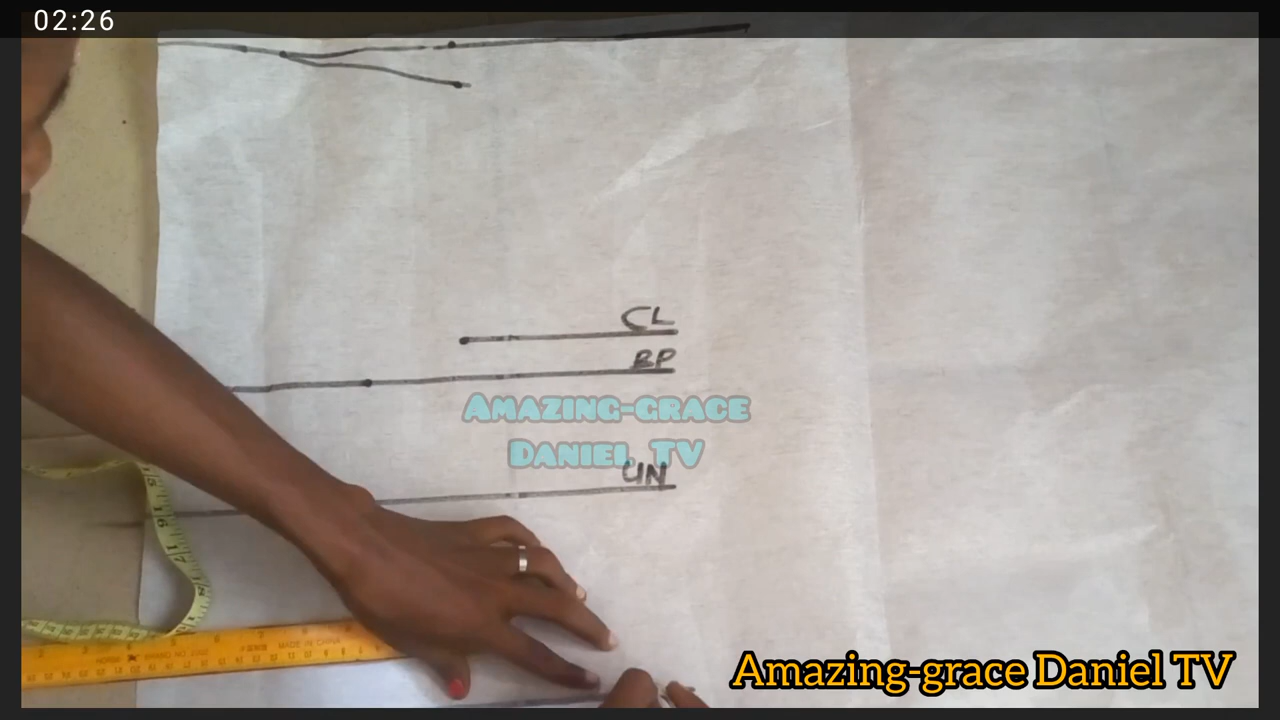 02:26
CL
BP
AMAZING-GRACE
DANIEL TV
UN
Amazing-grace Daniel TV